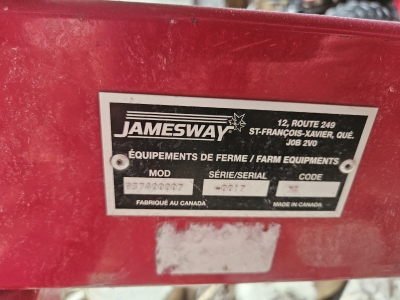 JAMESWAY
12, ROUTE 249
ST-FRANÇOIS-XAVIER, QUÉ.
J0B 2V0
ÉQUIPEMENTS DE FERME / FARM EQUIPMENTS
MOD SÉRIE/SERIAL CODE
-0017
FABRIQUÉ AU CANADA MADE IN CANADA